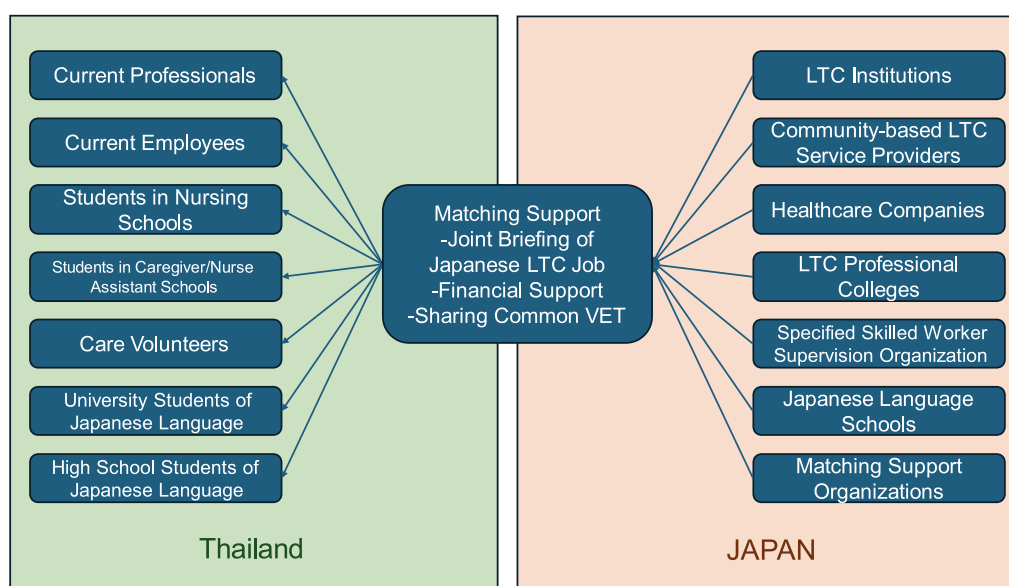 Current Professionals
Current Employees
Students in Nursing
Schools
Students in Caregiver/Nurse
Assistant Schools
Care Volunteers
University Students of
Japanese Language
High School Students of
Japanese Language
Thailand
Matching Support
-Joint Briefing of
Japanese LTC Job
-Financial Support
-Sharing Common VET
LTC Institutions
Community-based LTC
Service Providers
Healthcare Companies
LTC Professional
Colleges
Specified Skilled Worker
Supervision Organization
Japanese Language
Schools
Matching Support
Organizations
JAPAN